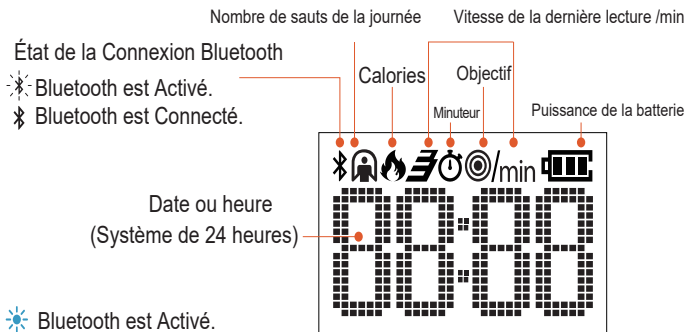 Nombre de sauts de la journée
Vitesse de la dernière lecture /min
État de la Connexion Bluetooth
Bluetooth est Activé.
Bluetooth est Connecté.
Calories
Objectif
Minuteur
Puissance de la batterie
/min
Date ou heure
(Système de 24 heures)
88:88
Bluetooth est Activé.